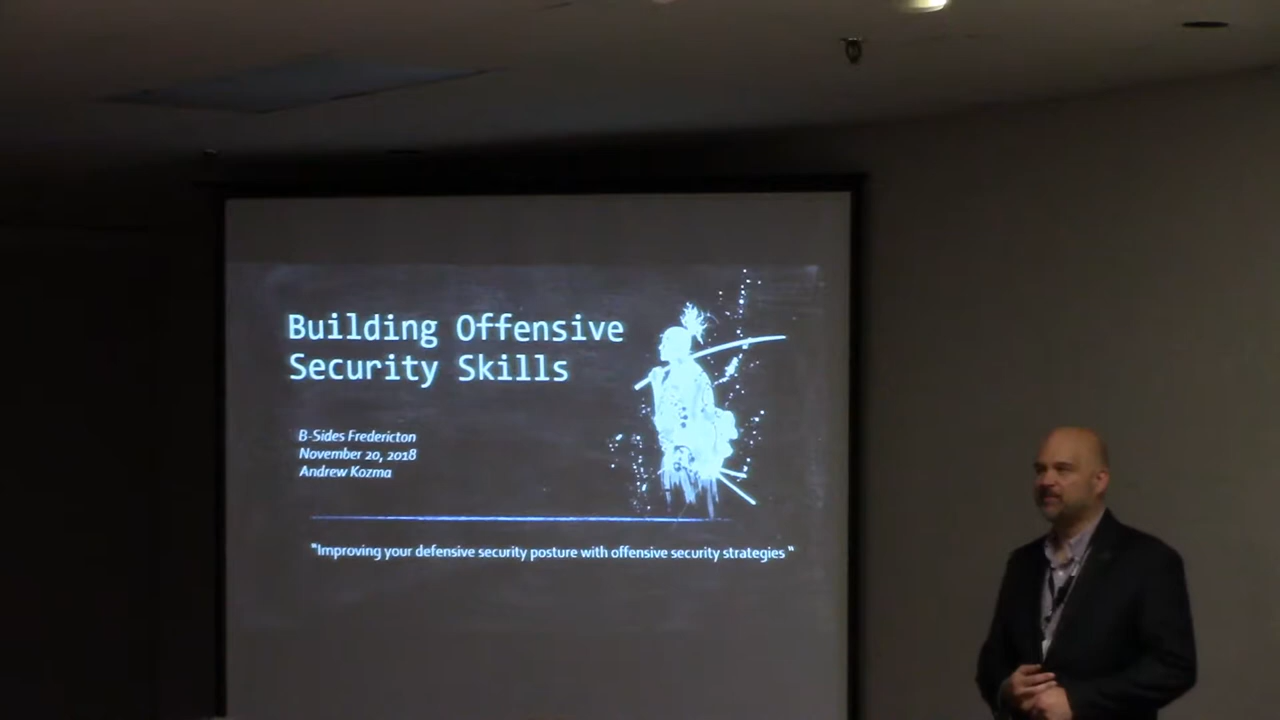 Building Offensive
Security Skills
B-Sides Fredericton
November 20, 2018
Andrew Kozma
"Improving your defensive security posture with offensive security strategies "